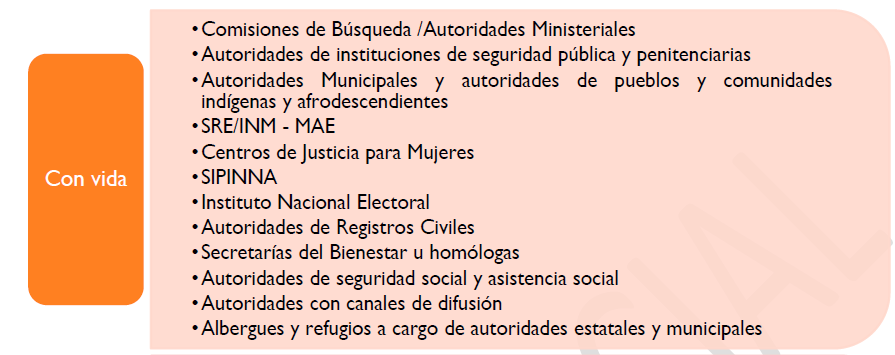 Con vida
•Comisiones de Búsqueda /Autoridades Ministeriales
•Autoridades de instituciones de seguridad pública y penitenciarias
•Autoridades Municipales y autoridades de pueblos y comunidades
indígenas y afrodescendientes
•SRE/INM - MAE
•Centros de Justicia para Mujeres
•SIPINNA
•Instituto Nacional Electoral
•Autoridades de Registros Civiles
•Secretarías del Bienestar u homólogas
•Autoridades de seguridad social y asistencia social
•Autoridades con canales de difusión
•Albergues y refugios a cargo de autoridades estatales y municipales